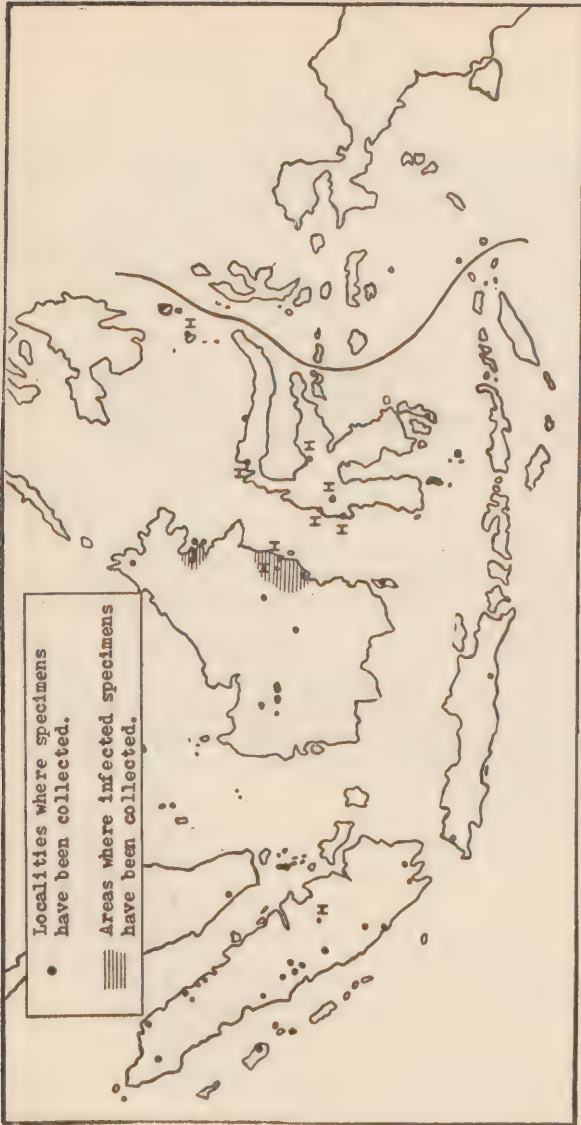 Localities where specimens
have been collected.
Areas where infected specimens
have been collected.